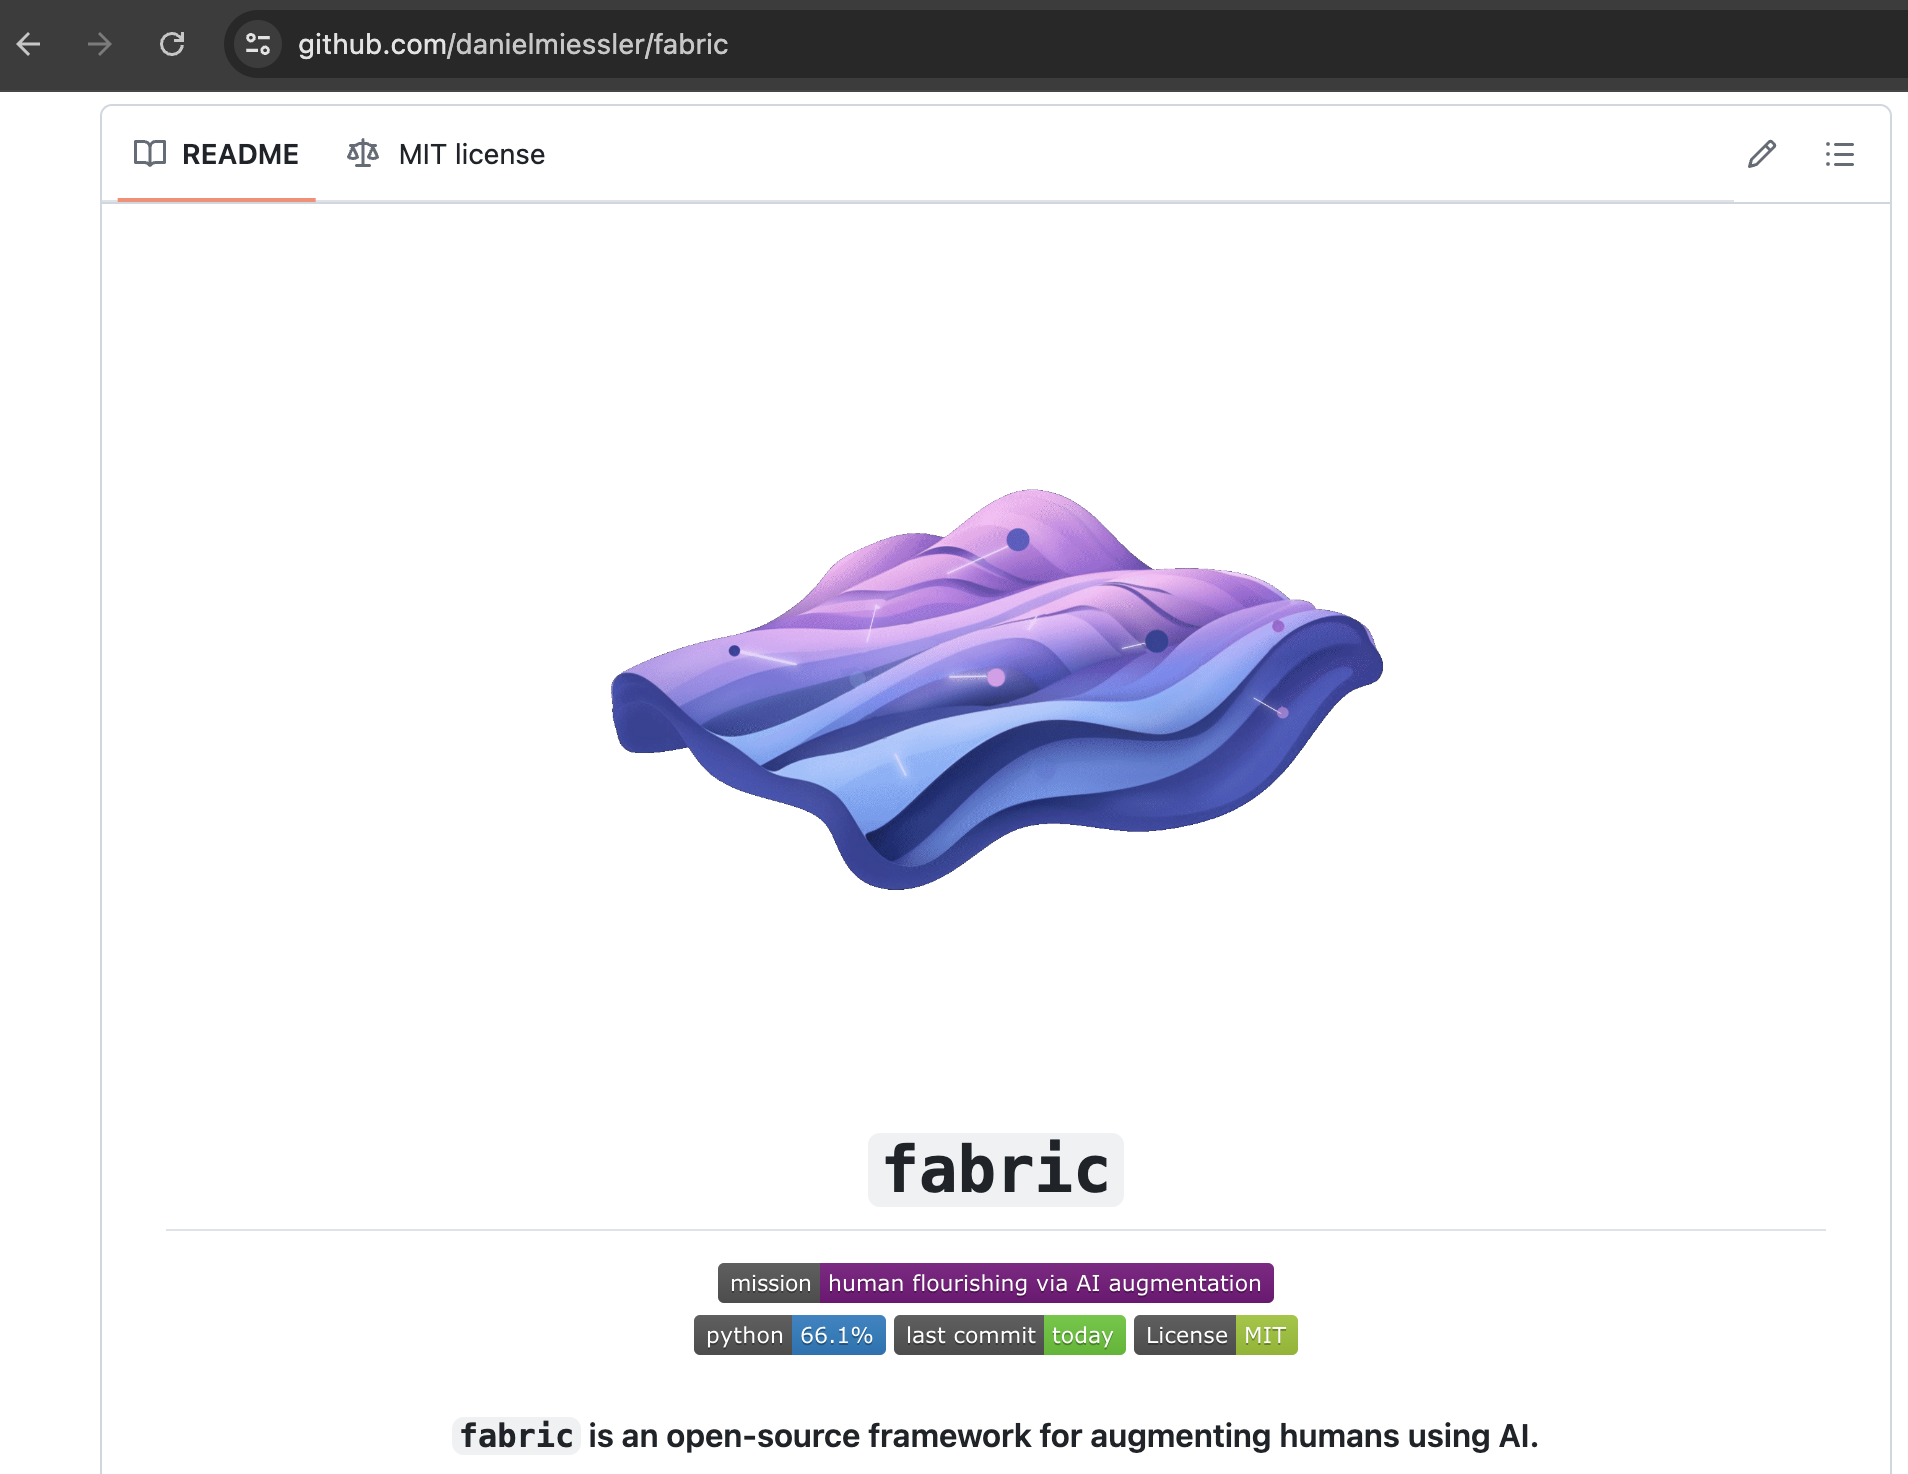 github.com/danielmiessler/fabric
README MIT license
fabric
mission human flourishing via AI augmentation
python 66.1% last commit today License MIT
fabric is an open-source framework for augmenting humans using AI.